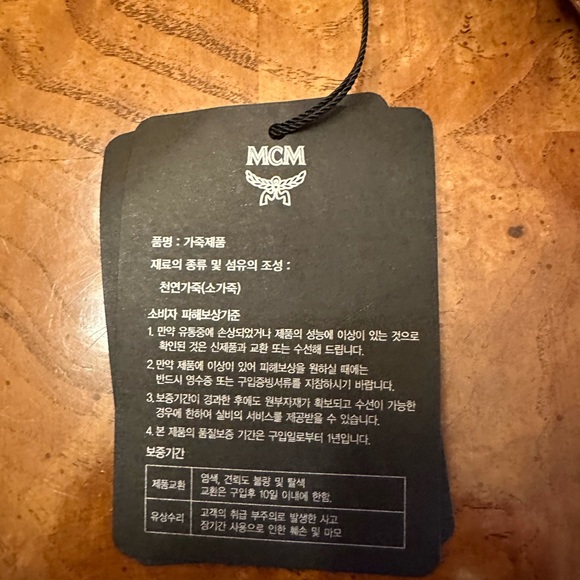 MCM
품명 : 가죽제품
재료의 종류 및 섬유의 조성 :
천연가죽(소가죽)
소비자 피해보상기준
1. 만약 유통중에 손상되었거나 제품의 성능에 이상이 있는 것으로
확인된 것은 신제품과 교환 또는 수선해 드립니다.
2. 만약 제품에 이상이 있어 피해보상을 원하실 때에는
반드시 영수증 또는 구입증빙서류를 지참하시기 바랍니다.
3. 보증기간이 경과한 후에도 원부자재가 확보되고 수선이 가능한
경우에 한하여 실비의 서비스를 제공받을 수 있습니다.
4. 본 제품의 품질보증 기간은 구입일로부터 1년입니다.
보증기간
제품교환
염색, 견뢰도 불량 및 탈색
교환은 구입후 10일 이내에 한함.
유상수리
고객의 취급 부주의로 발생한 사고
장기간 사용으로 인한 훼손 및 마모